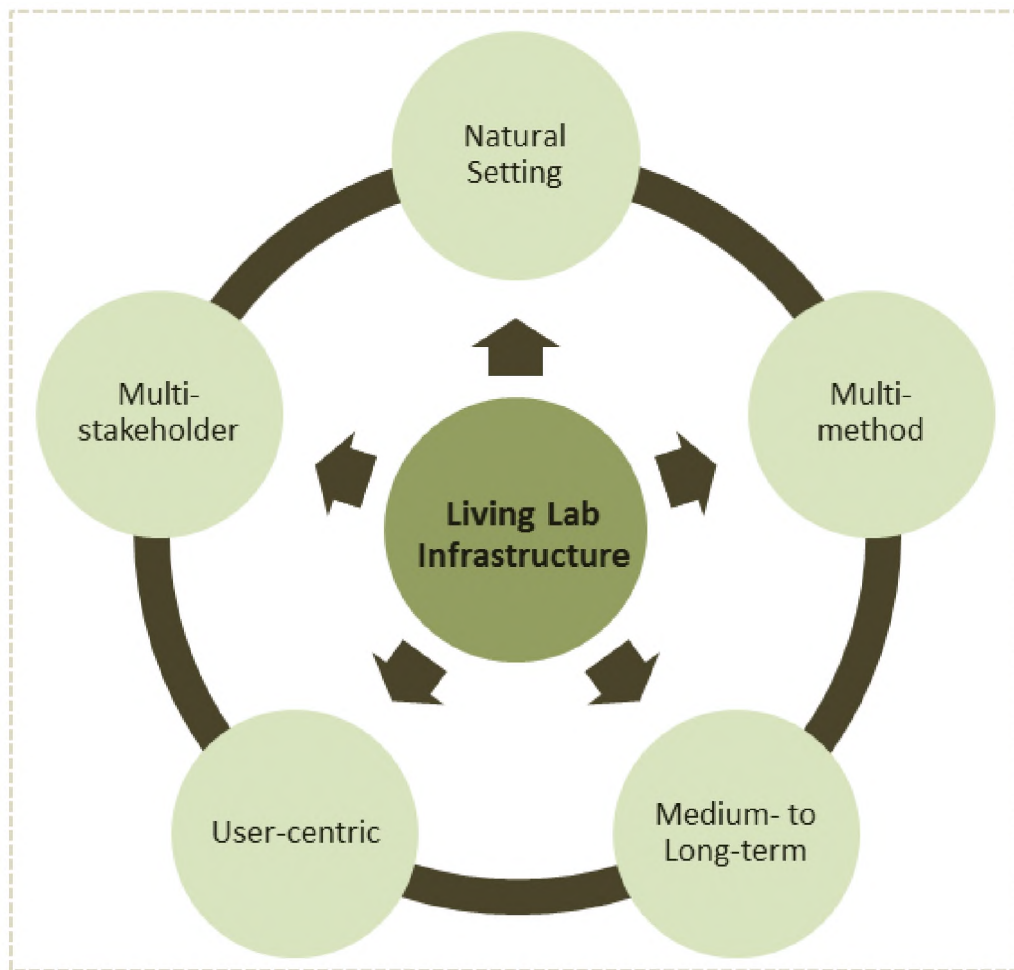 Natural
Setting
Multi-
stakeholder
Multi-
method
Living Lab
Infrastructure
User-centric
Medium- to
Long-term